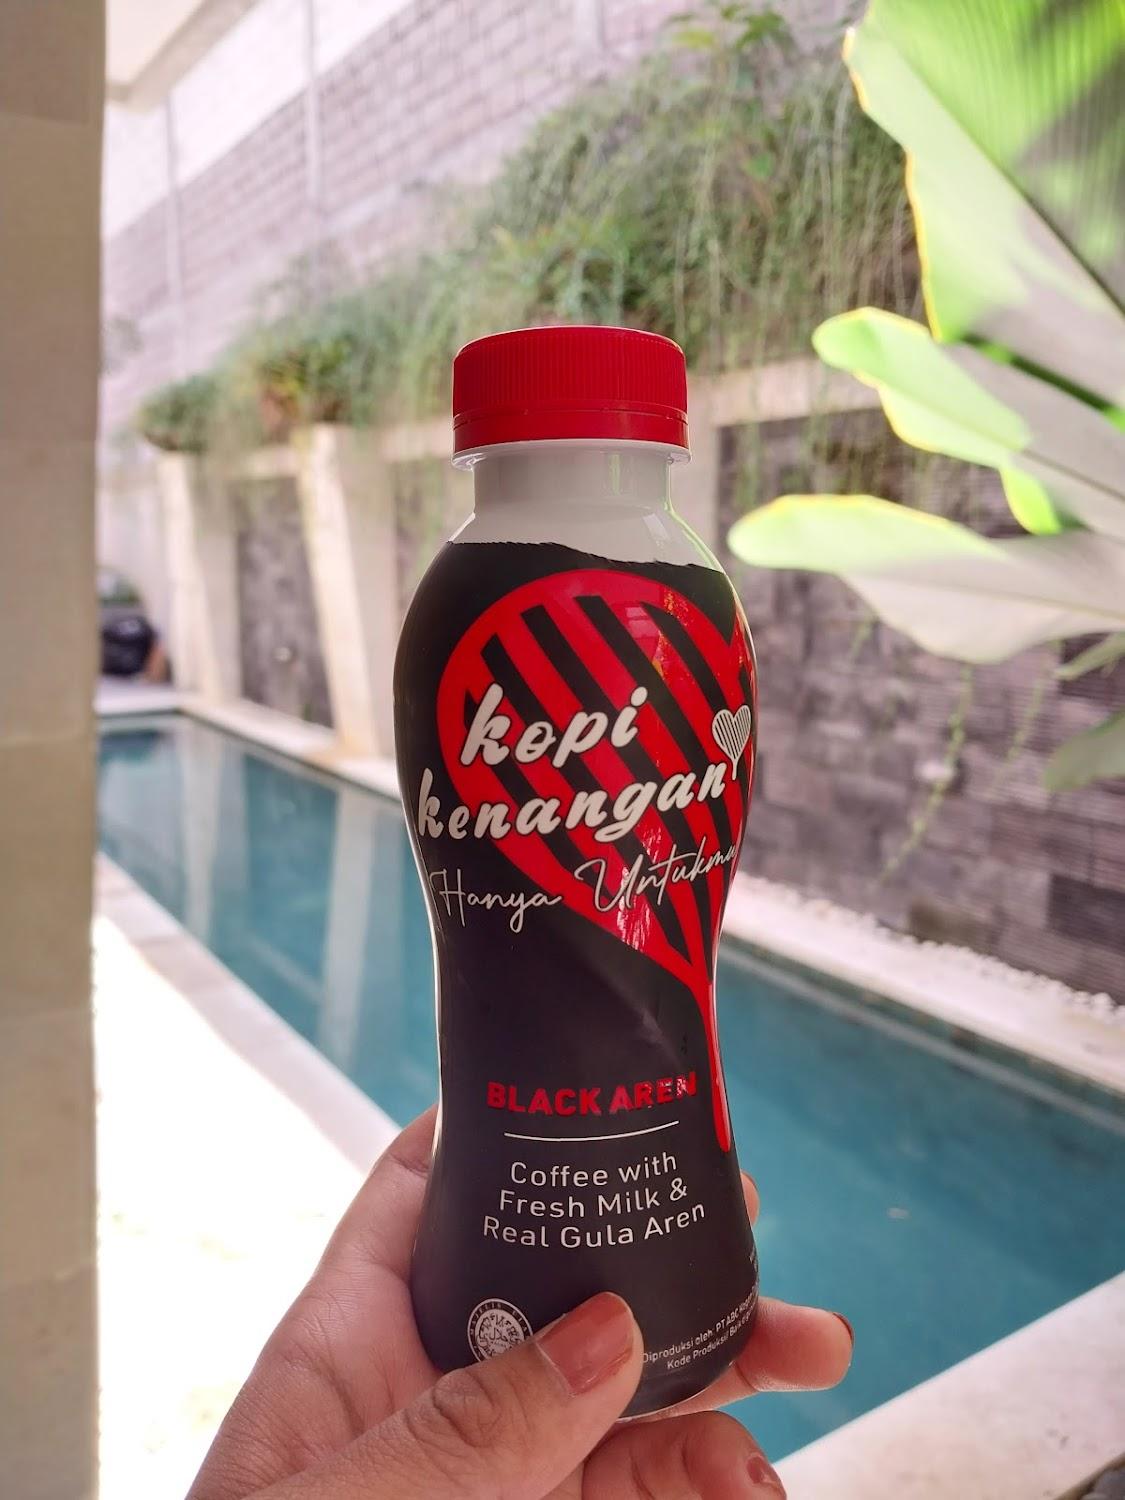 kopi
kenangan
Hanya Untukmu
BLACK AREN
Coffee with
Fresh Milk &
Real Gula Aren
Diproduksi oleh: PT ABC
Kode Produksi/ Baik